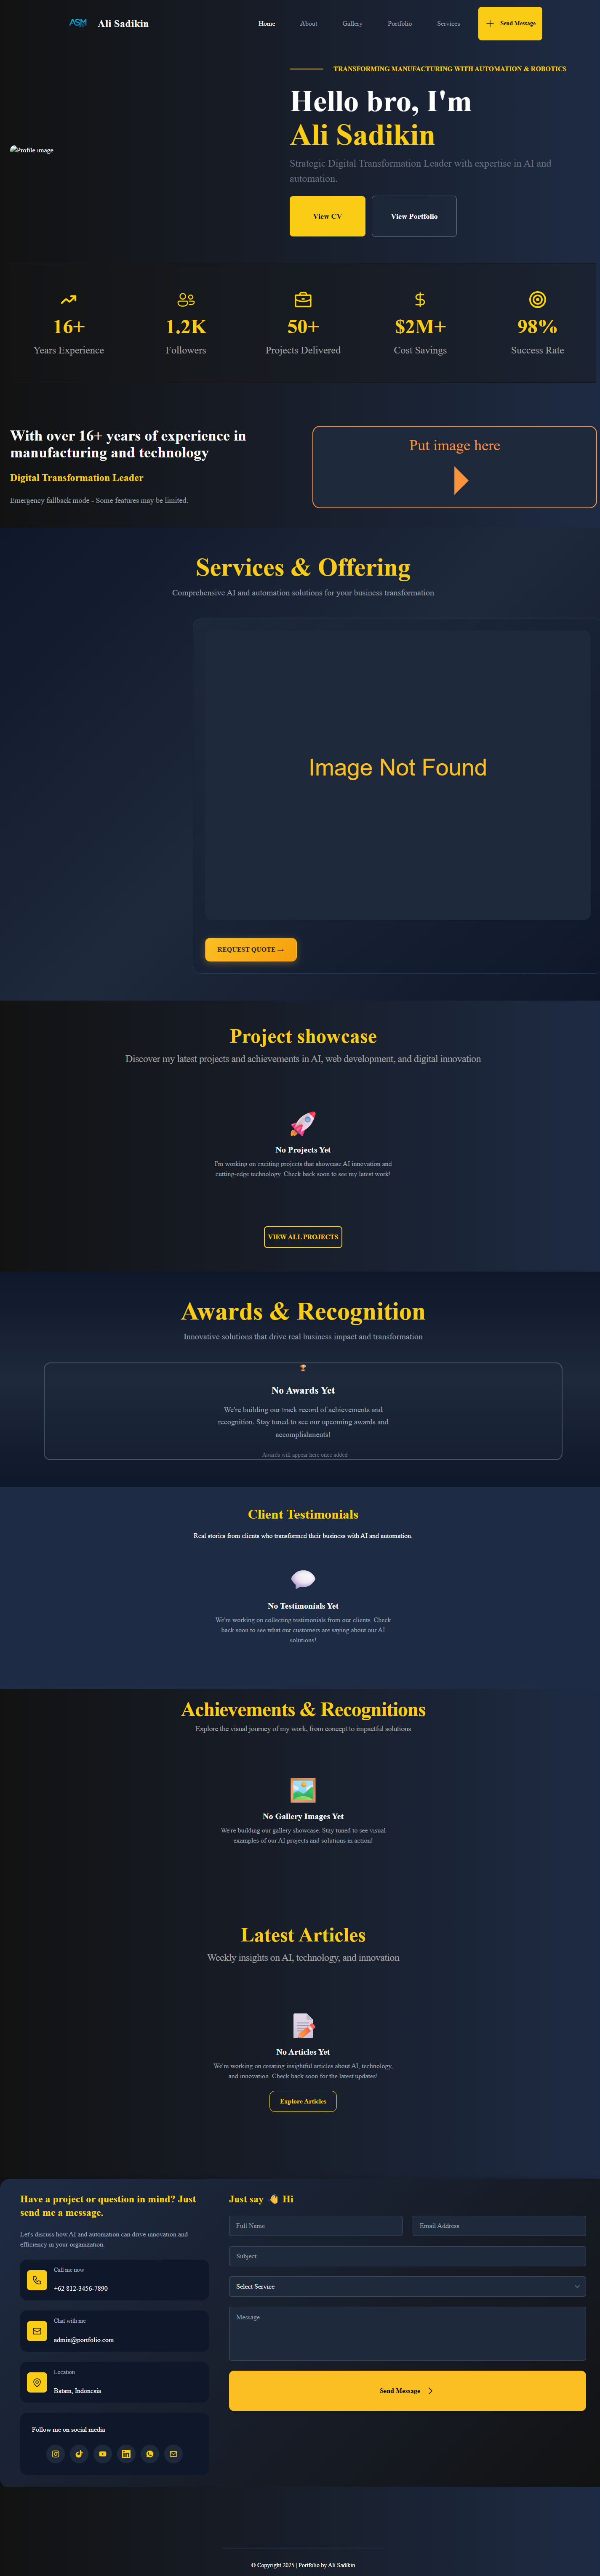 ASM
Ali Sadikin
Home
About
Gallery
Portfolio
Services
Send Message
TRANSFORMING MANUFACTURING WITH AUTOMATION & ROBOTICS
Hello bro, I'm
Ali Sadikin
Profile image
Strategic Digital Transformation Leader with expertise in AI and
automation.
View CV
View Portfolio
16+
1.2K
50+
$2M+
98%
Years Experience
Followers
Projects Delivered
Cost Savings
Success Rate
With over 16+ years of experience in
manufacturing and technology
Digital Transformation Leader
Emergency fallback mode - Some features may be limited.
Put image here
Services & Offering
Comprehensive AI and automation solutions for your business transformation
Image Not Found
REQUEST QUOTE →
Project showcase
Discover my latest projects and achievements in AI, web development, and digital innovation
No Projects Yet
I'm working on exciting projects that showcase AI innovation and
cutting-edge technology. Check back soon to see my latest work!
VIEW ALL PROJECTS
Awards & Recognition
Innovative solutions that drive real business impact and transformation
No Awards Yet
We're building our track record of achievements and
recognition. Stay tuned to see our upcoming awards and
accomplishments!
Awards will appear here once added
Client Testimonials
Real stories from clients who transformed their business with AI and automation.
No Testimonials Yet
We're working on collecting testimonials from our clients. Check
back soon to see what our customers are saying about our AI
solutions!
Achievements & Recognitions
Explore the visual journey of my work, from concept to impactful solutions
No Gallery Images Yet
We're building our gallery showcase. Stay tuned to see visual
examples of our AI projects and solutions in action!
Latest Articles
Weekly insights on AI, technology, and innovation
No Articles Yet
We're working on creating insightful articles about AI, technology,
and innovation. Check back soon for the latest updates!
Explore Articles
Have a project or question in mind? Just
send me a message.
Let's discuss how AI and automation can drive innovation and
efficiency in your organization.
Call me now
+62 812-3456-7890
Chat with me
admin@portfolio.com
Location
Batam, Indonesia
Follow me on social media
Just say 👋 Hi
Full Name
Email Address
Subject
Select Service
Message
Send Message
© Copyright 2025 | Portfolio by Ali Sadikin